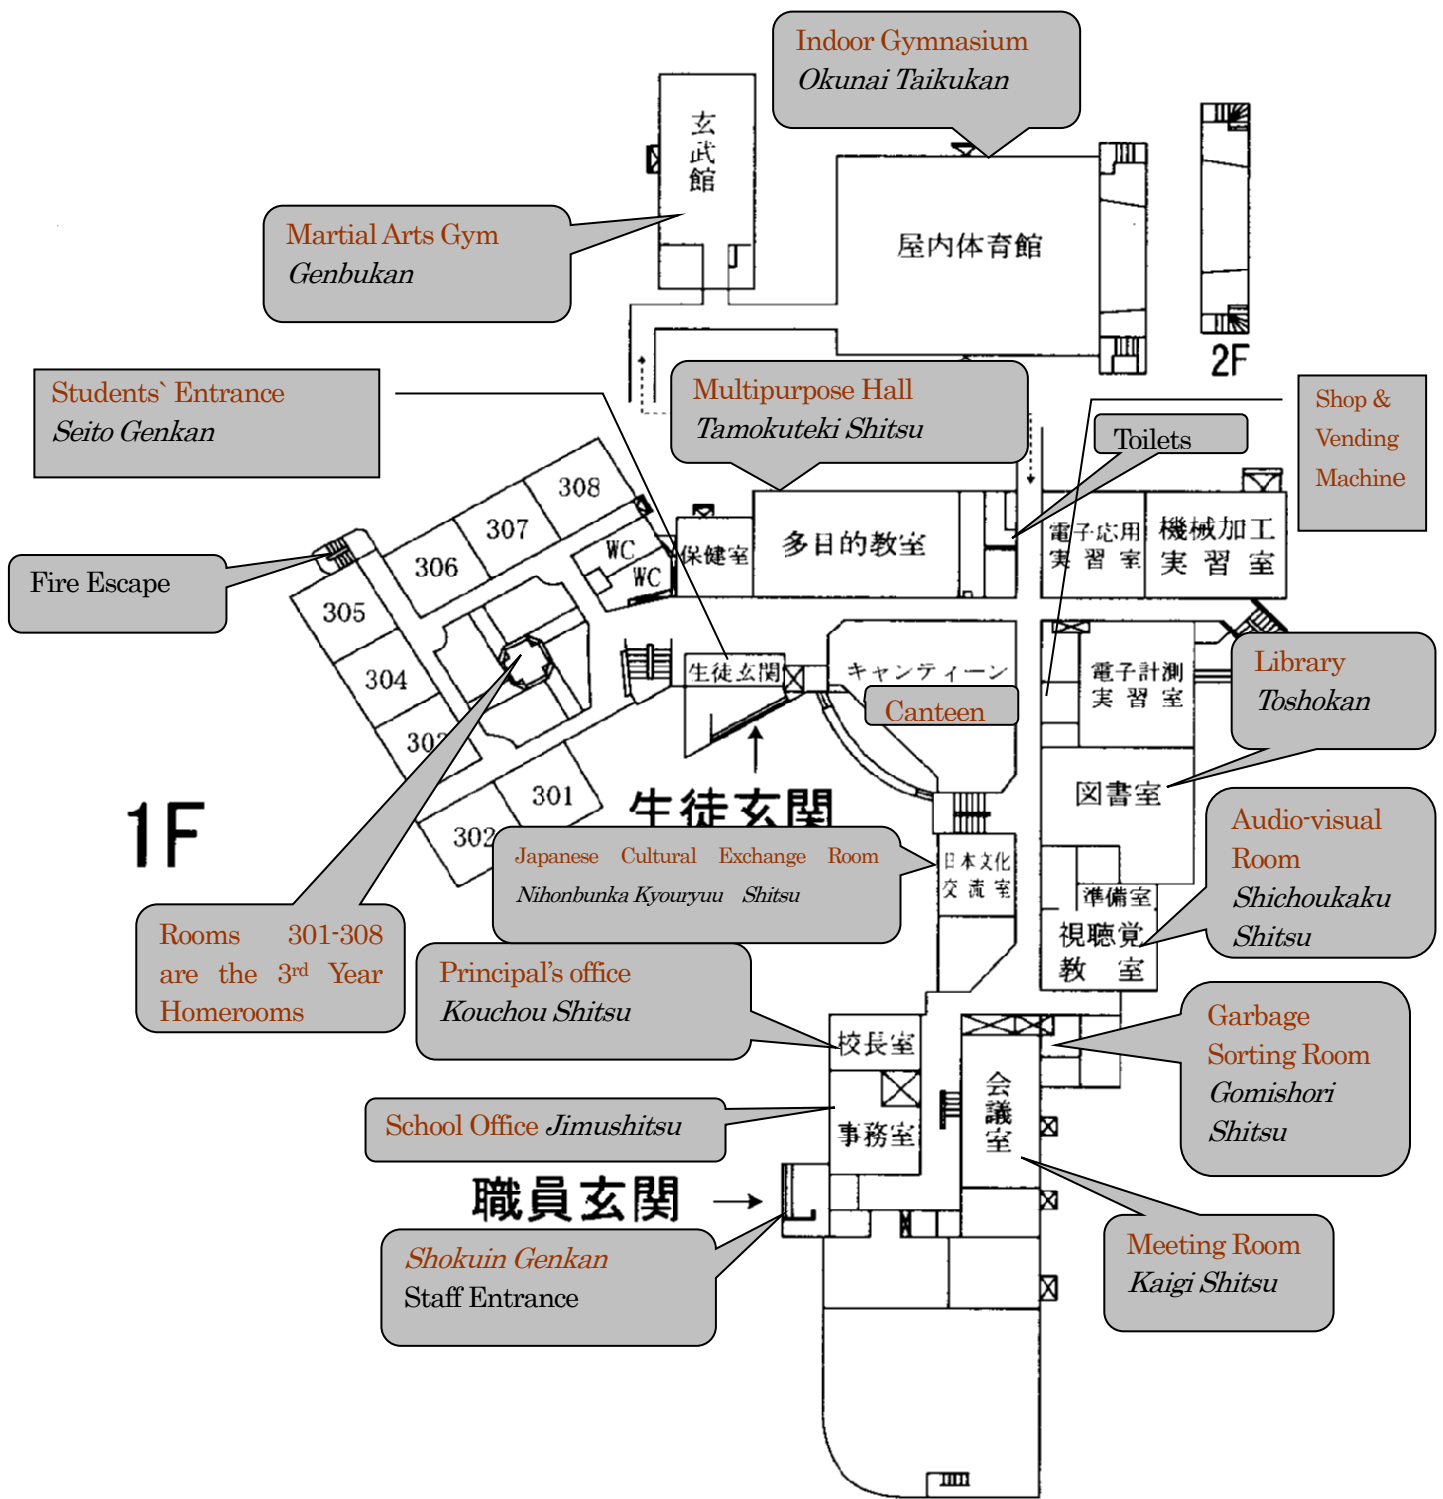 Indoor Gymnasium
Okunai Taikukan
玄武館
Martial Arts Gym
Genbukan
屋内体育館
2F
Students` Entrance
Seito Genkan
Multipurpose Hall
Tamokuteki Shitsu
Toilets
Shop &
Vending
Machine
308
307
306
305
304
303
302
301
WC
WC
保健室
多目的教室
電子応用
実習室
機械加工
実習室
Fire Escape
生徒玄関
キャンティーン
Canteen
電子計測
実習室
Library
Toshokan
図書室
1F
生徒玄関
Japanese Cultural Exchange Room
Nihonbunka Kyouryuu Shitsu
日本文化
交流室
Audio-visual
Room
Shichoukaku
Shitsu
準備室
視聴覚
教室
Rooms 301-308
are the 3rd Year
Homerooms
Principal's office
Kouchou Shitsu
校長室
Garbage
Sorting Room
Gomishori
Shitsu
会議室
School Office Jimushitsu
事務室
職員玄関
Shokuin Genkan
Staff Entrance
Meeting Room
Kaigi Shitsu